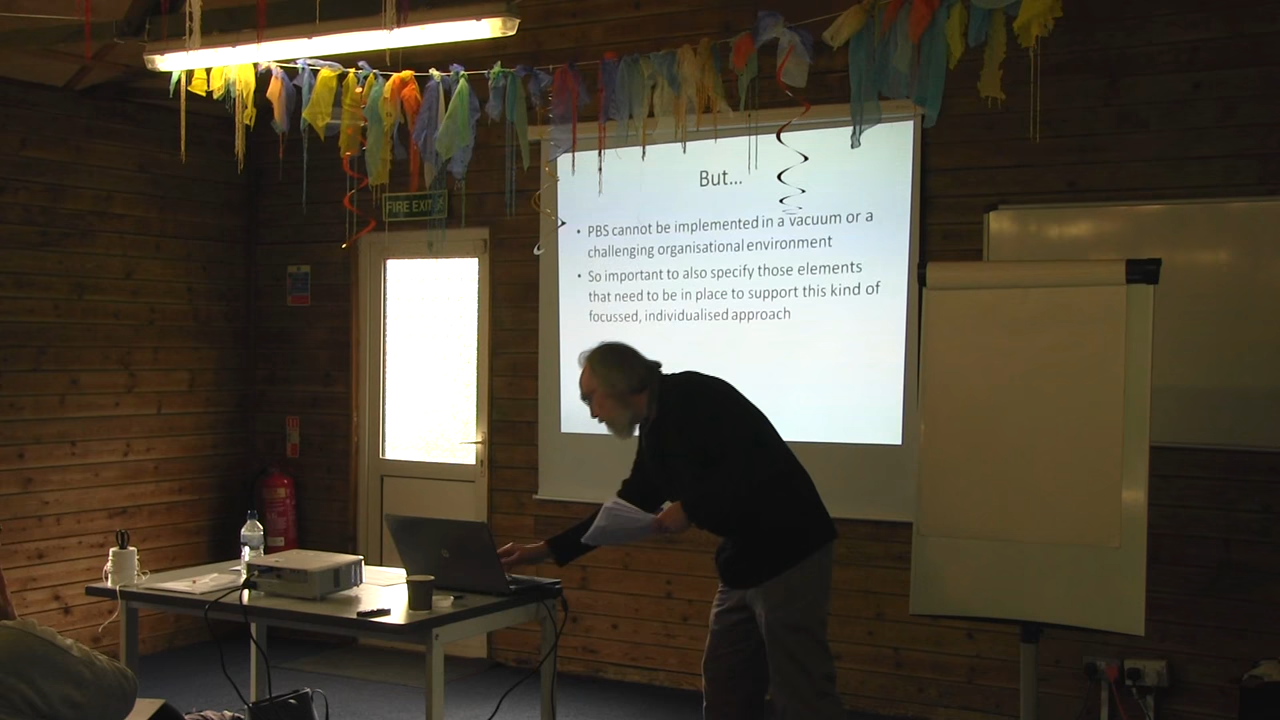 FIRE EXIT
But...
• PBS cannot be implemented in a vacuum or a
challenging organisational environment
• So important to also specify those elements
that need to be in place to support this kind of
focussed, individualised approach